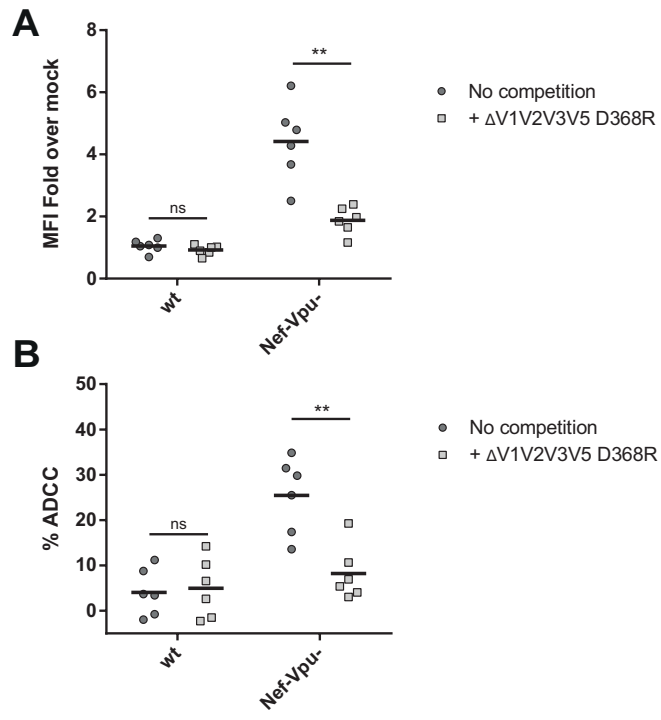 A
MFI Fold over mock
8
6
4
2
0
ns
**
wt
Nef-Vpu-
No competition
+ ΔV1V2V3V5 D368R
B
% ADCC
50
40
30
20
10
0
ns
**
wt
Nef-Vpu-
No competition
+ ΔV1V2V3V5 D368R